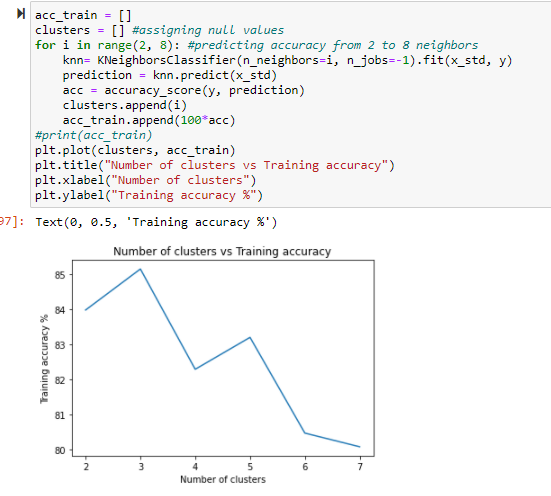 acc_train = []
clusters = [] #assigning null values
for i in range(2, 8): #predicting accuracy from 2 to 8 neighbors
    knn= KNeighborsClassifier(n_neighbors=i, n_jobs=-1).fit(x_std, y)
    prediction = knn.predict(x_std)
    acc = accuracy_score(y, prediction)
    clusters.append(i)
    acc_train.append(100*acc)
#print(acc_train)
plt.plot(clusters, acc_train)
plt.title("Number of clusters vs Training accuracy")
plt.xlabel("Number of clusters")
plt.ylabel("Training accuracy %")
97]: Text(0, 0.5, 'Training accuracy %')
Number of clusters vs Training accuracy
85
84
83
82
81
80
Training accuracy %
2 3 4 5 6 7
Number of clusters